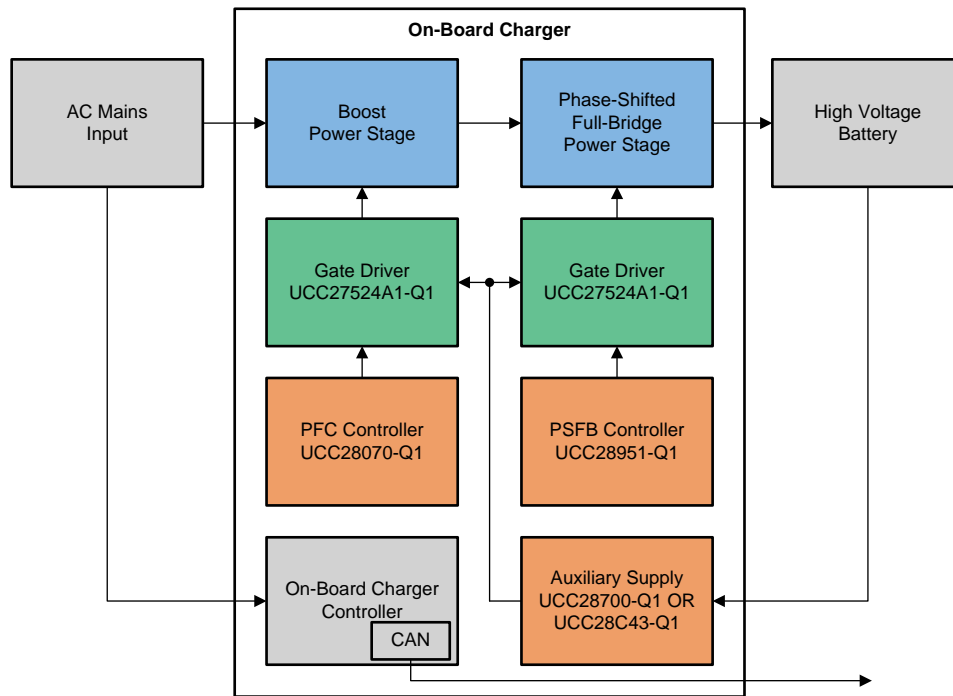 On-Board Charger
AC Mains
Input
Boost
Power Stage
Phase-Shifted
Full-Bridge
Power Stage
High Voltage
Battery
Gate Driver
UCC27524A1-Q1
Gate Driver
UCC27524A1-Q1
PFC Controller
UCC28070-Q1
PSFB Controller
UCC28951-Q1
On-Board Charger
Controller
CAN
Auxiliary Supply
UCC28700-Q1 OR
UCC28C43-Q1